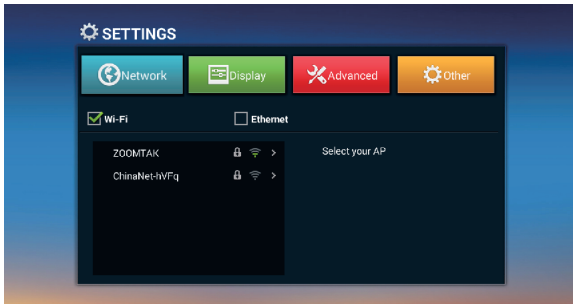 SETTINGS
Network Display Advanced Other
Wi-Fi Ethernet
ZOOMTAK Select your AP
ChinaNet-hVFq